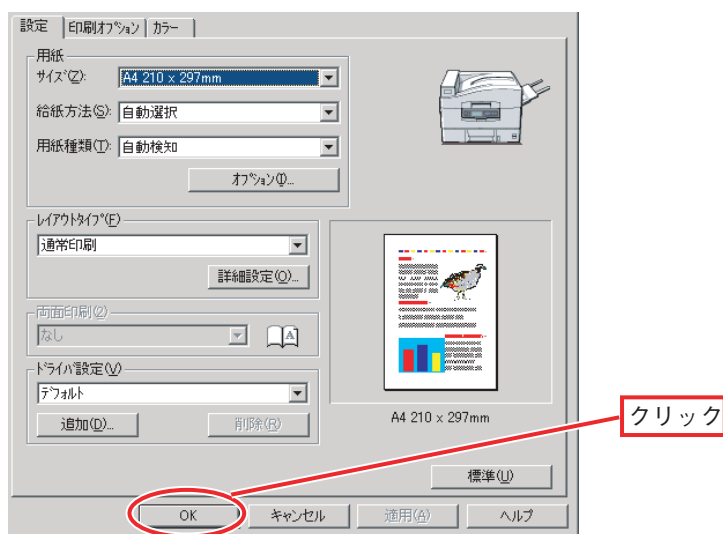 設定 印刷ｵﾌﾟｼｮﾝ ｶﾗｰ
用紙
ｻｲｽﾞ(Z): A4 210 x 297mm
給紙方法(S): 自動選択
用紙種類(T): 自動検知
ｵﾌﾟｼｮﾝ(I)...
ﾚｲｱｳﾄﾀｲﾌﾟ(F)
通常印刷
詳細設定(O)...
両面印刷(2)
なし
A
ﾄﾞﾗｲﾊﾞ設定(V)
ﾃﾞﾌｫﾙﾄ
追加(D)... 削除(R)
A4 210 x 297mm
クリック
標準(U)
OK キャンセル 適用(A) ヘルプ